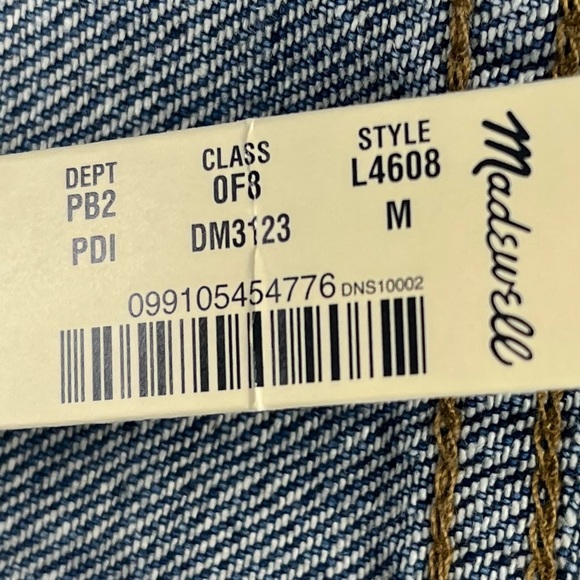 DEPT CLASS STYLE
PB2 0F8 L4608
PDI DM3123 M
099105454776 DNS10002
Madewell